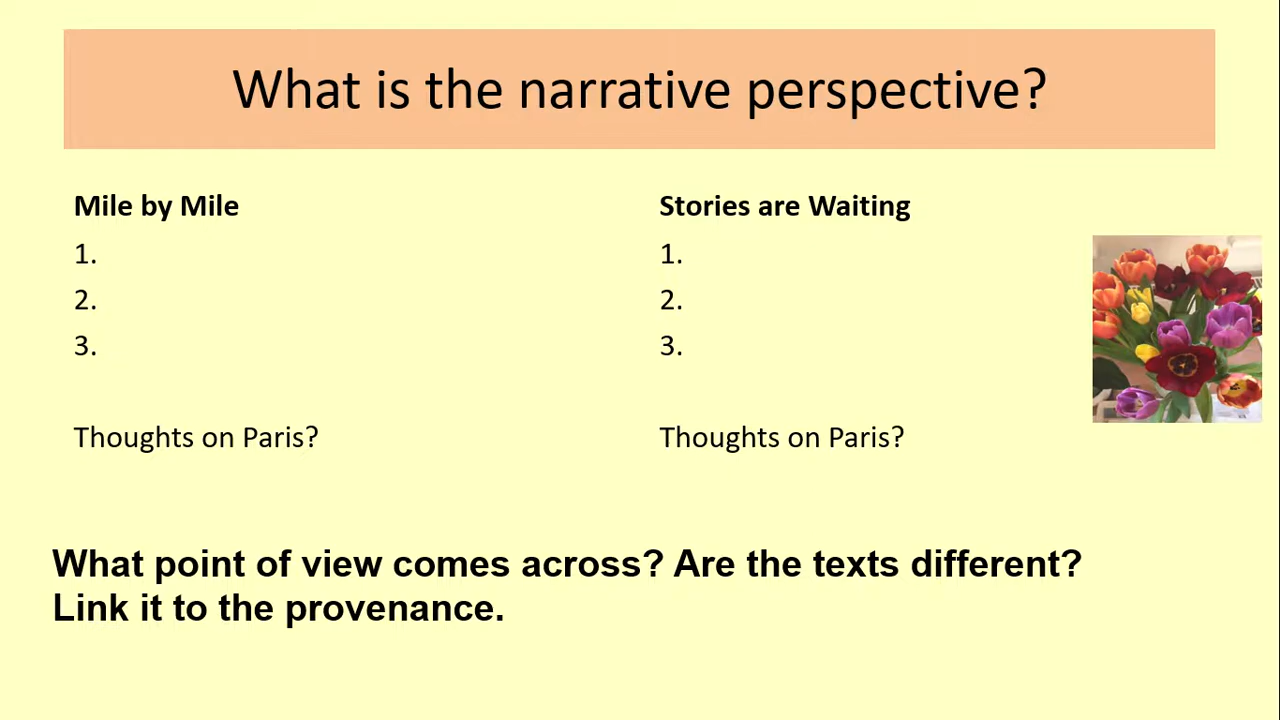 What is the narrative perspective?
Mile by Mile
1.
2.
3.
Thoughts on Paris?
Stories are Waiting
1.
2.
3.
Thoughts on Paris?
What point of view comes across? Are the texts different?
Link it to the provenance.